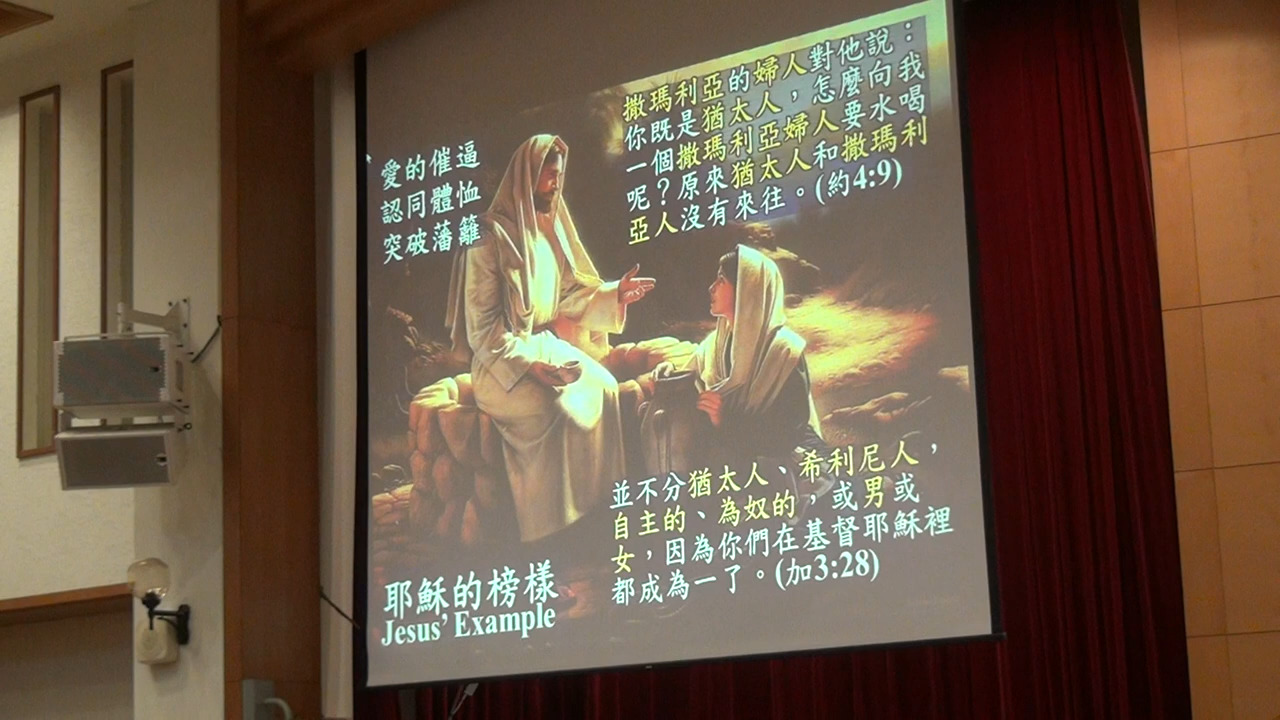 撒瑪利亞的婦人對他說：
你既是猶太人，怎麼向我
一個撒瑪利亞婦人要水喝
呢？原來猶太人和撒瑪利
亞人沒有來往。(約4:9)
愛的催逼
認同體恤
突破藩籬
並不分猶太人、希利尼人，
自主的、為奴的，或男或
女，因為你們在基督耶穌裡
都成為一了。(加3:28)
耶穌的榜樣
Jesus’ Example